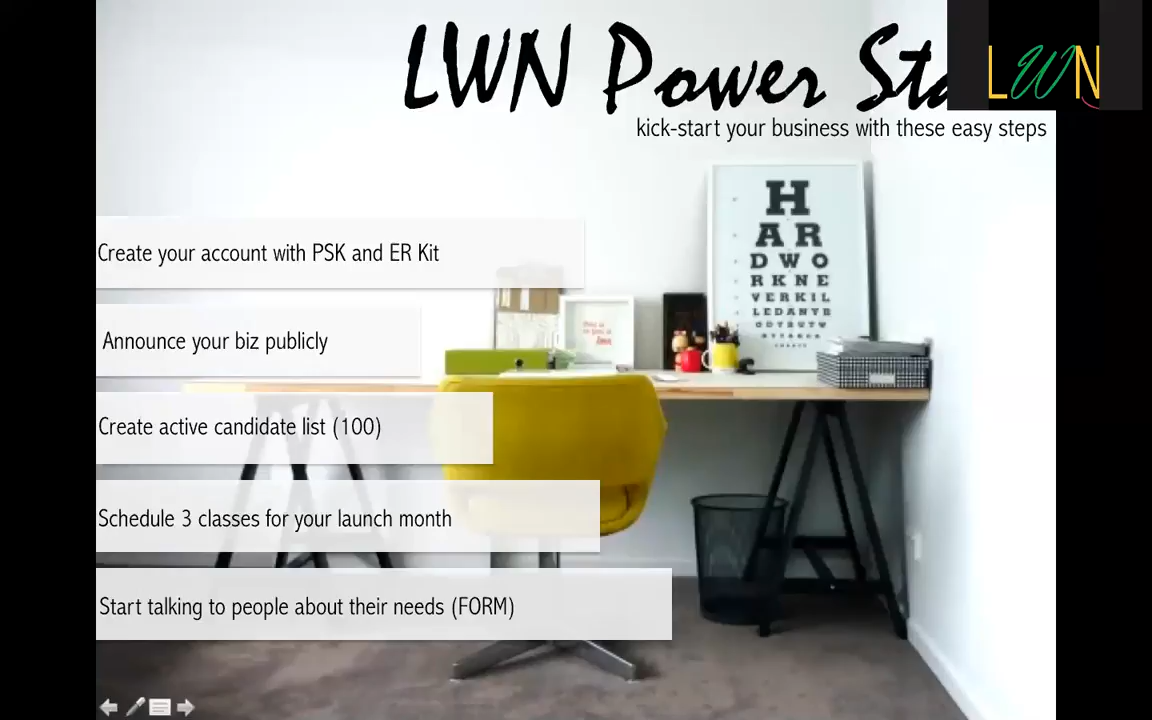 LWN Power Sta
LWN
kick-start your business with these easy steps
H
AR
DWO
RKNE
VERKIL
LEDANYB
ODYBUTW
Create your account with PSK and ER Kit
Announce your biz publicly
Create active candidate list (100)
Schedule 3 classes for your launch month
Start talking to people about their needs (FORM)